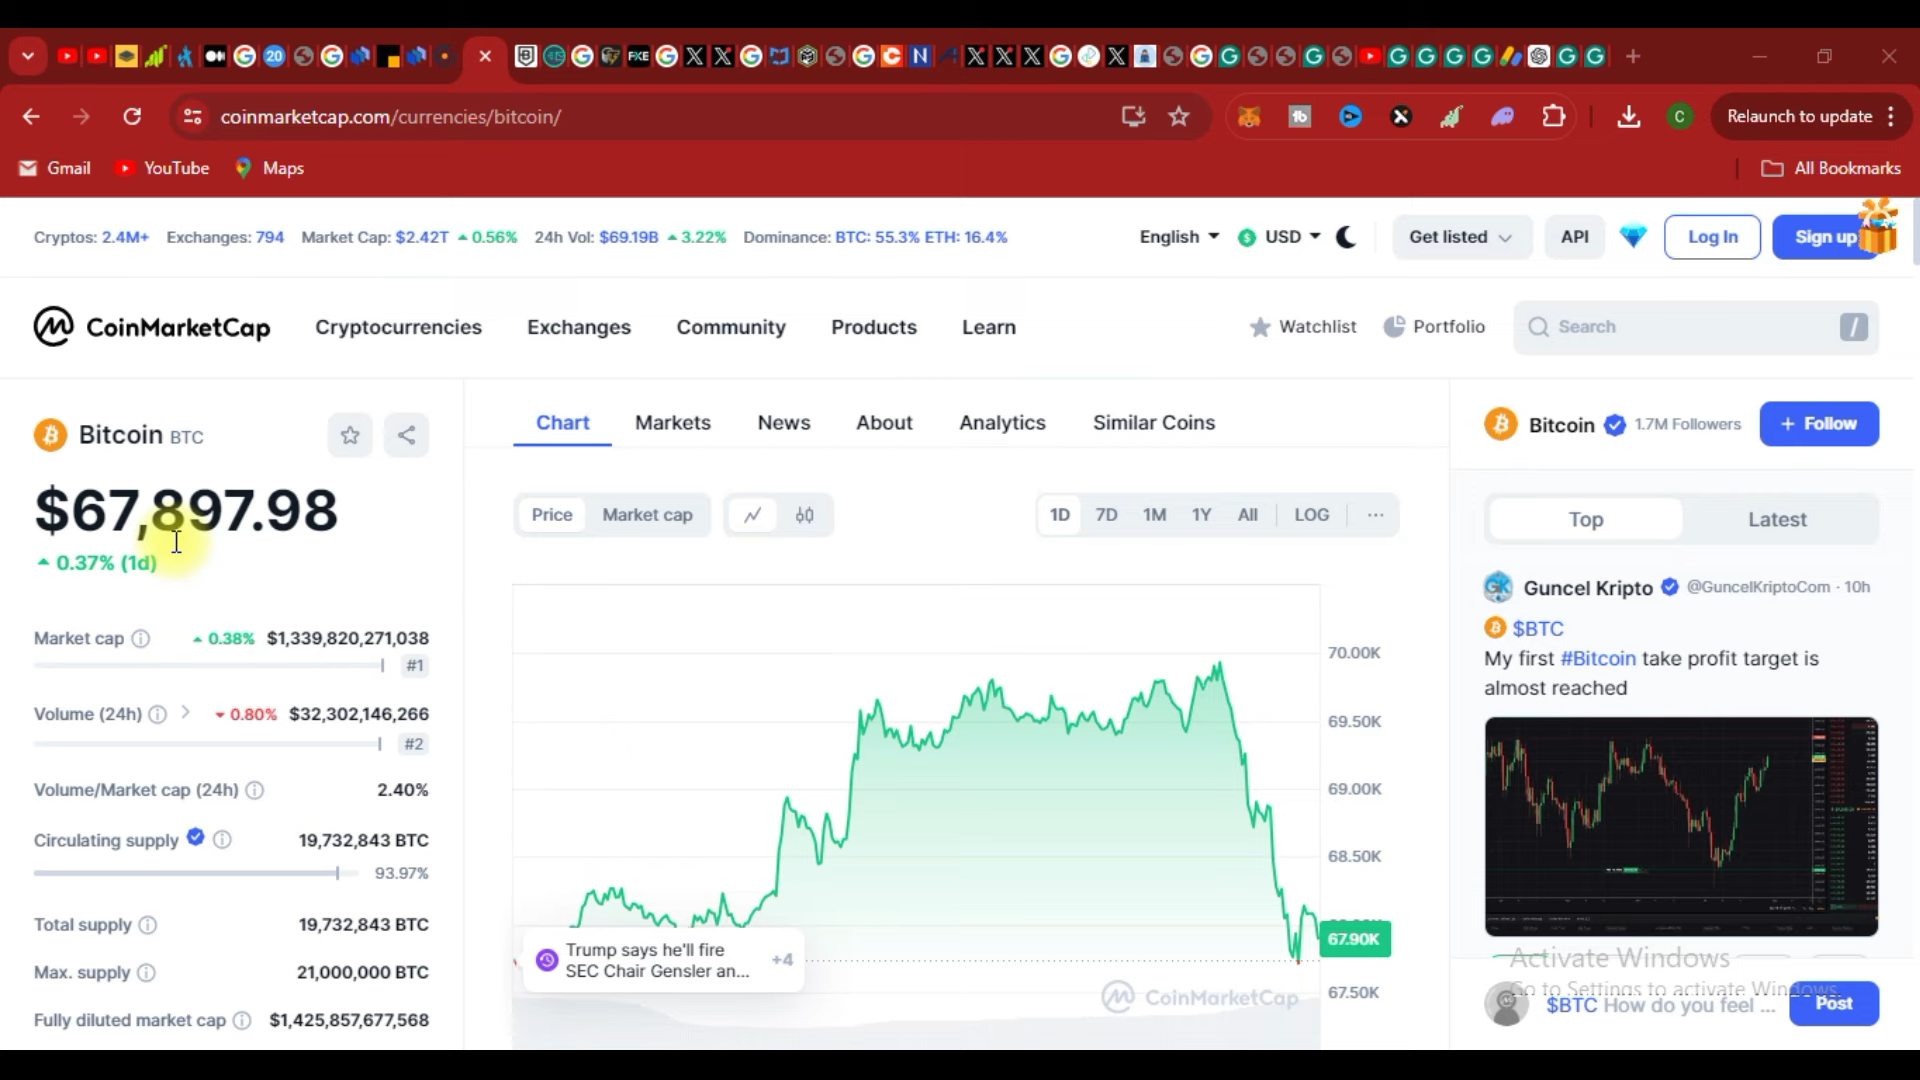 20 FXE
coinmarketcap.com/currencies/bitcoin/
C
Relaunch to update
Gmail YouTube Maps
All Bookmarks
Cryptos: 2.4M+ Exchanges: 794 Market Cap: $2.42T 0.56% 24h Vol: $69.19B 3.22% Dominance: BTC: 55.3% ETH: 16.4%
English USD Get listed API Log In Sign up
CoinMarketCap Cryptocurrencies Exchanges Community Products Learn
Watchlist Portfolio Search /
Bitcoin BTC
$67,897.98
0.37% (1d)
Market cap 0.38% $1,339,820,271,038
#1
Volume (24h) 0.80% $32,302,146,266
#2
Volume/Market cap (24h) 2.40%
Circulating supply 19,732,843 BTC
93.97%
Total supply 19,732,843 BTC
Max. supply 21,000,000 BTC
Fully diluted market cap $1,425,857,677,568
Chart Markets News About Analytics Similar Coins
Price Market cap
1D 7D 1M 1Y All LOG ...
70.00K
69.50K
69.00K
68.50K
67.90K
67.50K
Trump says he'll fire
SEC Chair Gensler an... +4
CoinMarketCap
Bitcoin 1.7M Followers + Follow
Top Latest
Guncel Kripto @GuncelKriptoCom · 10h
$BTC
My first #Bitcoin take profit target is
almost reached
Activate Windows
Go to Settings to activate Windows.
$BTC How do you feel ... Post